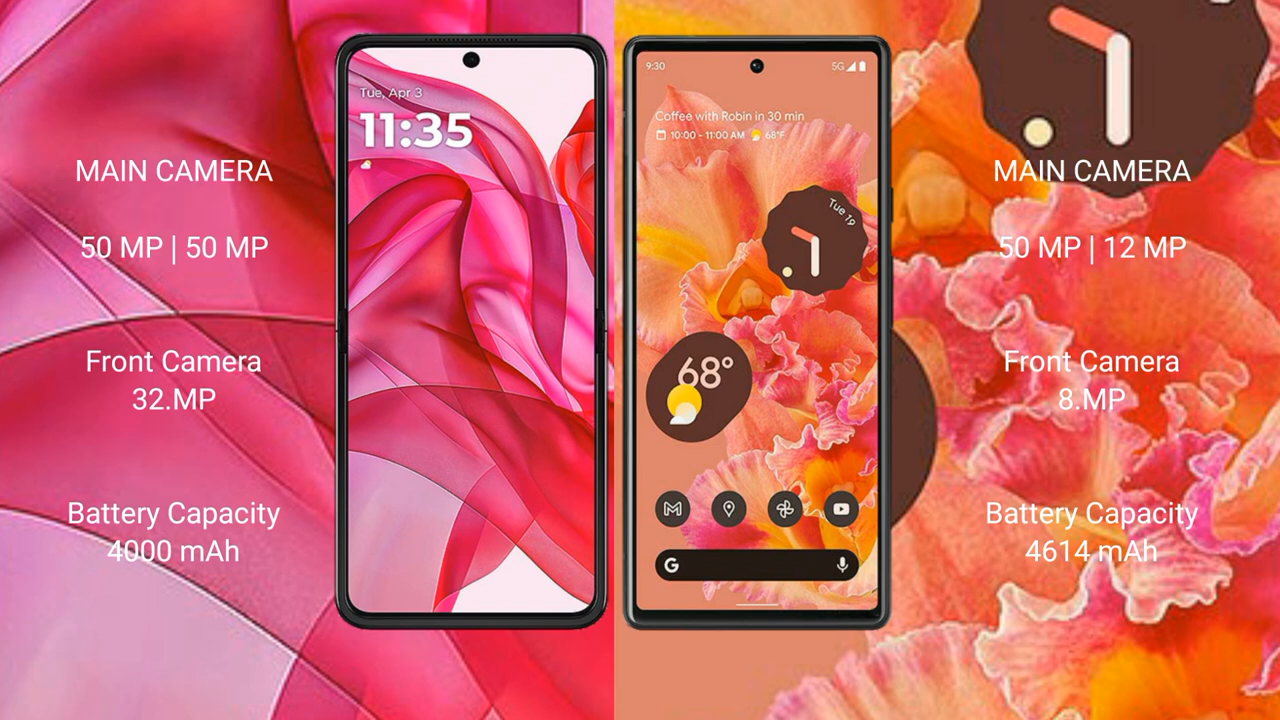 MAIN CAMERA
50 MP | 50 MP
Front Camera
32.MP
Battery Capacity
4000 mAh
Tue, Apr 3
11:35
9:30
5G
Coffee with Robin in 30 min
10:00 - 11:00 AM 68°F
Tue 19
68°
G
MAIN CAMERA
50 MP | 12 MP
Front Camera
8.MP
Battery Capacity
4614 mAh